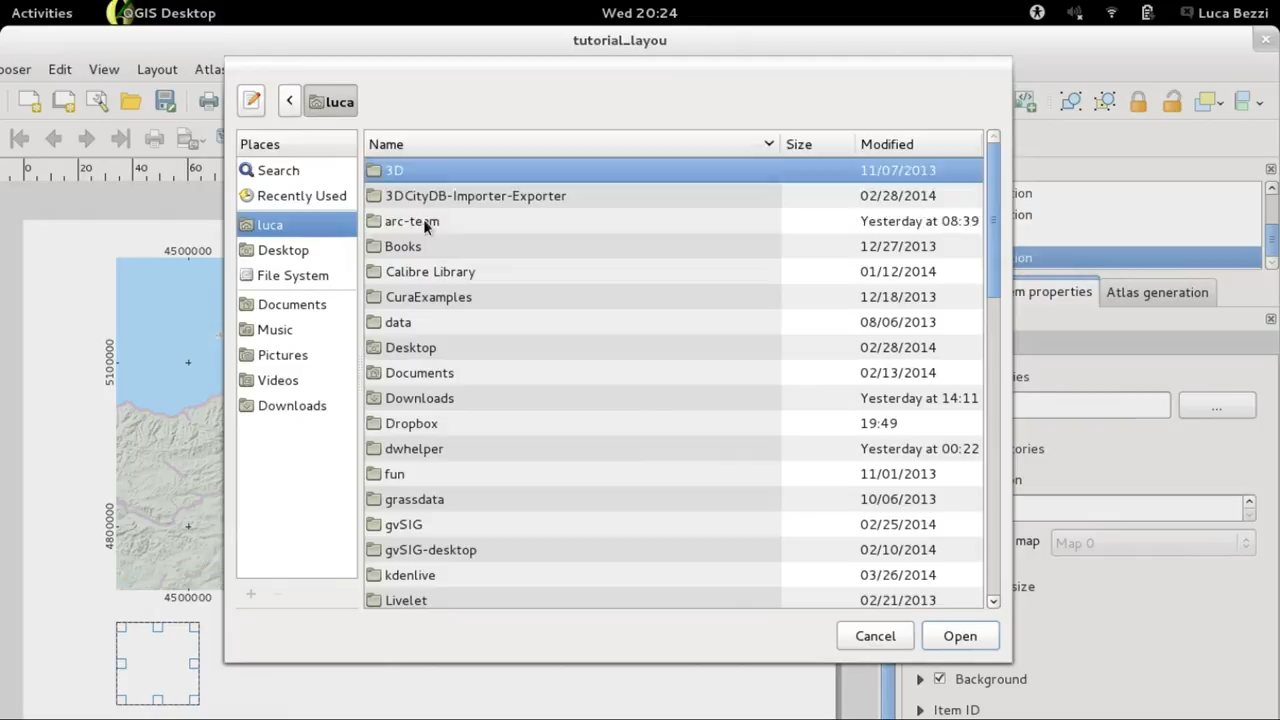 Activities QGIS Desktop Wed 20:24 Luca Bezzi
tutorial_layou
poser Edit View Layout Atlas
luca
0 20 40 60
Places Name Size Modified
Search 3D 11/07/2013
Recently Used 3DCityDB-Importer-Exporter 02/28/2014
luca arc-team Yesterday at 08:39
Desktop Books 12/27/2013
File System Calibre Library 01/12/2014
Documents CuraExamples 12/18/2013
Music data 08/06/2013
Pictures Desktop 02/28/2014
Videos Documents 02/13/2014
Downloads Downloads Yesterday at 14:11
Dropbox 19:49
dwhelper Yesterday at 00:22
fun 11/01/2013
grassdata 10/06/2013
gvSIG 02/25/2014
gvSIG-desktop 02/10/2014
kdenlive 03/26/2014
Livelet 02/21/2013
Cancel Open
4500000
5100000
4800000
4500000
ion
ion
ion
em properties Atlas generation
ies
...
ories
n
map Map 0
size
Background
Item ID